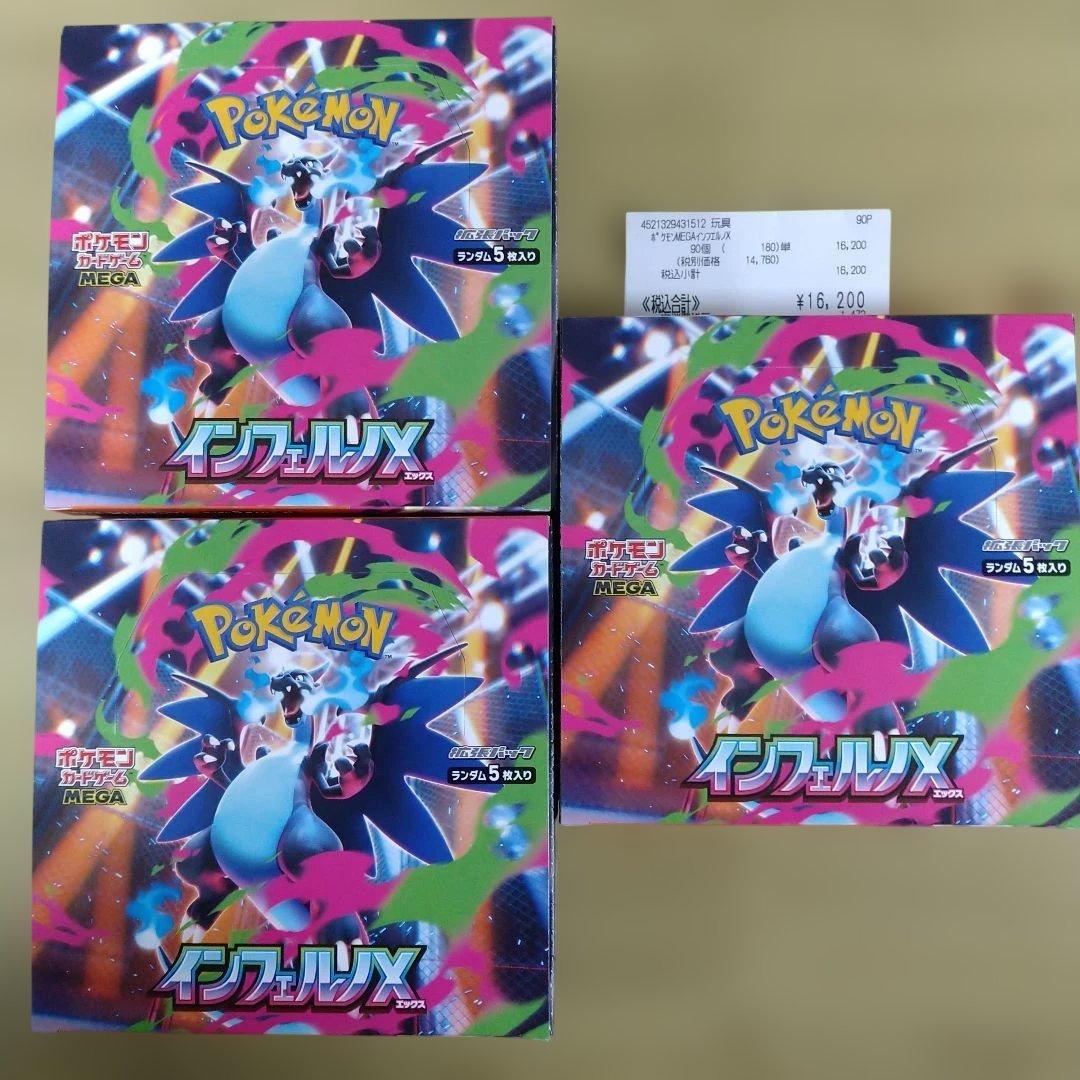 POKéMON
ポケモン
カードゲーム
MEGA
拡張パック
ランダム5枚入り
インフェルノX
エックス
4521329431512 玩具 90P
ポケモンMEGAインフェルノX
90個 ( 180)単 16,200
(税別価格 14,760)
税込小計 16,200
≪税込合計≫ ¥16,200
POKéMON
ポケモン
カードゲーム
MEGA
拡張パック
ランダム5枚入り
インフェルノX
エックス
POKéMON
ポケモン
カードゲーム
MEGA
拡張パック
ランダム5枚入り
インフェルノX
エックス